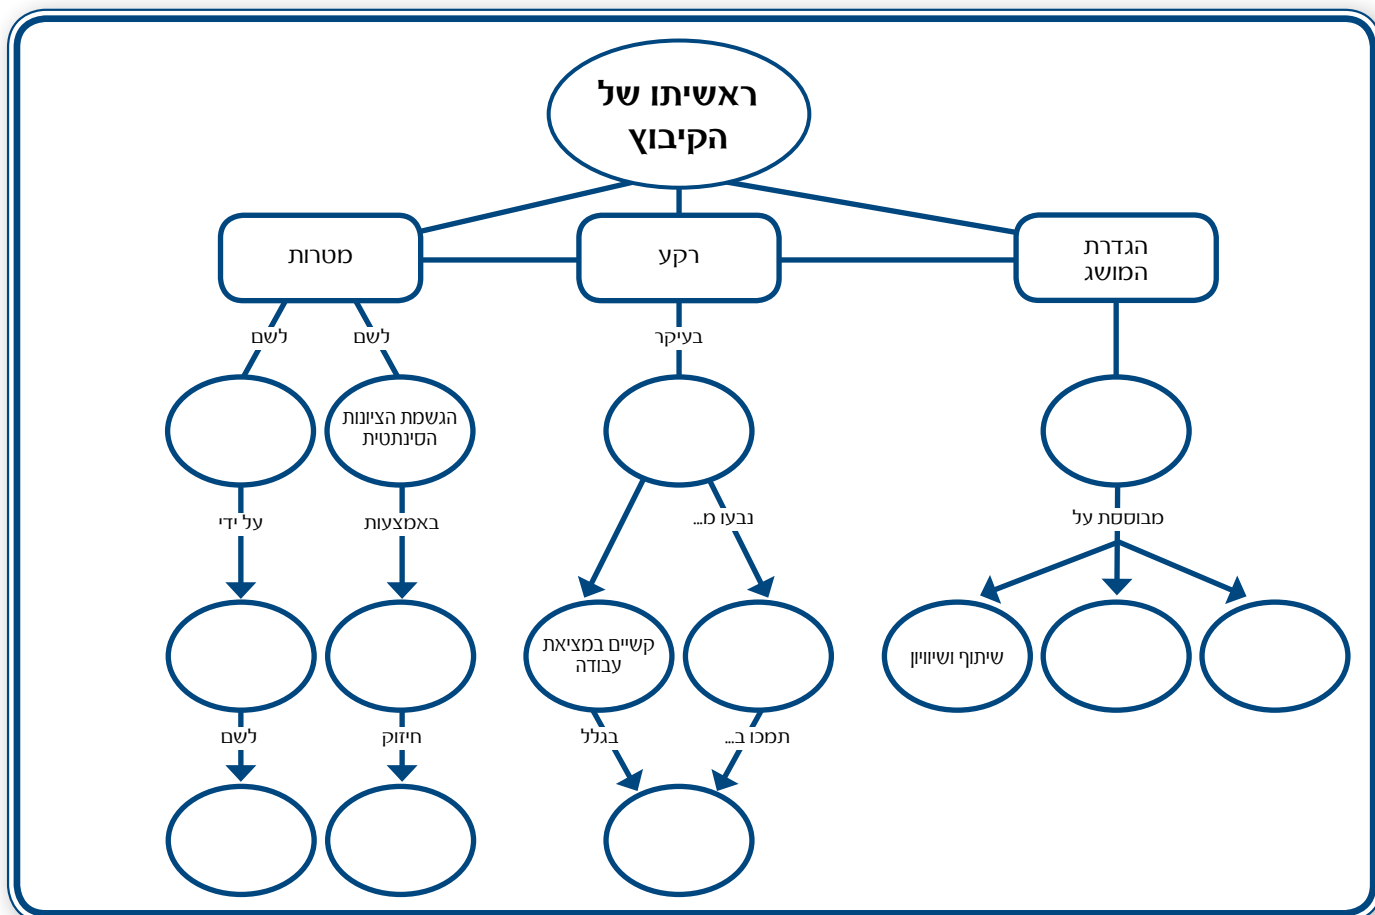 ראשיתו של
הקיבוץ
הגדרת
המושג
רקע
מטרות
בעיקר
לשם
לשם
הגשמת הציונות
הסינתטית
מבוססת על
נבעו מ...
באמצעות
על ידי
שיתוף ושיוויון
קשיים במציאת
עבודה
תמכו ב...
בגלל
חיזוק
לשם